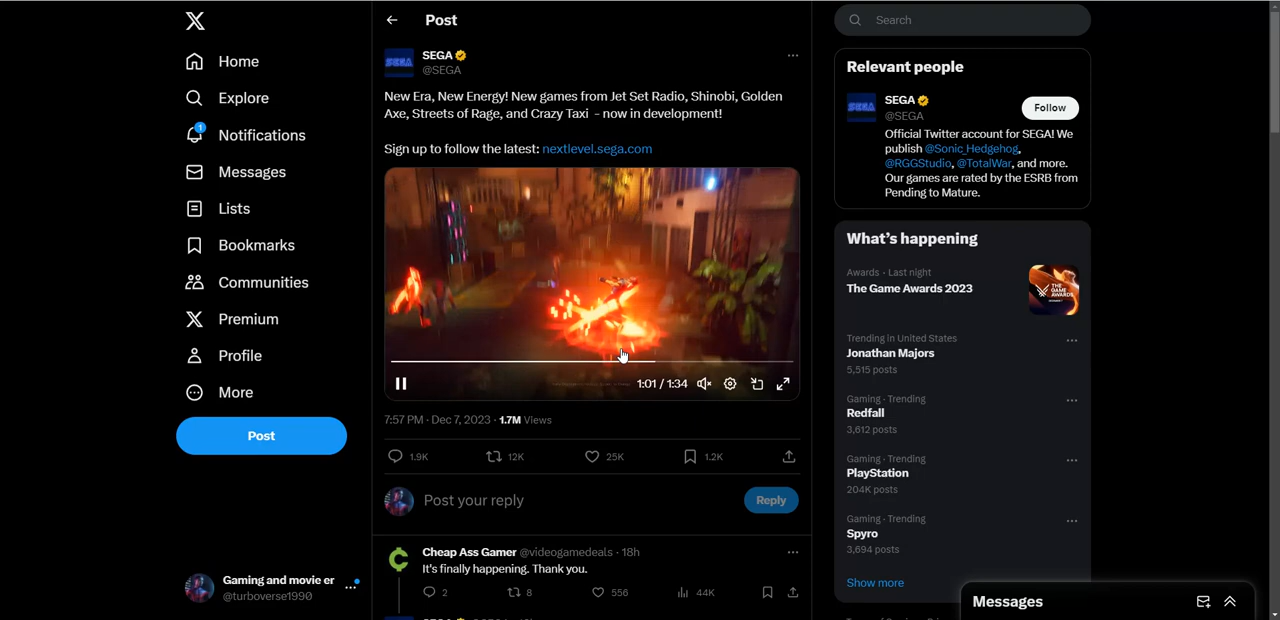 Home
Explore
1
Notifications
Messages
Lists
Bookmarks
Communities
Premium
Profile
More
Post
Gaming and movie er
@turboverse1990
Post
SEGA
SEGA
@SEGA
New Era, New Energy! New games from Jet Set Radio, Shinobi, Golden
Axe, Streets of Rage, and Crazy Taxi - now in development!
Sign up to follow the latest: nextlevel.sega.com
1:01 / 1:34
7:57 PM · Dec 7, 2023 · 1.7M Views
1.9K
12K
25K
1.2K
Post your reply
Reply
Cheap Ass Gamer @videogamedeals · 18h
It's finally happening. Thank you.
2
8
556
44K
Search
Relevant people
SEGA
SEGA
@SEGA
Follow
Official Twitter account for SEGA! We
publish @Sonic_Hedgehog,
@RGGStudio, @TotalWar, and more.
Our games are rated by the ESRB from
Pending to Mature.
What's happening
Awards · Last night
The Game Awards 2023
THE GAME AWARDS
Trending in United States
Jonathan Majors
5,515 posts
Gaming · Trending
Redfall
3,612 posts
Gaming · Trending
PlayStation
204K posts
Gaming · Trending
Spyro
3,694 posts
Show more
Messages